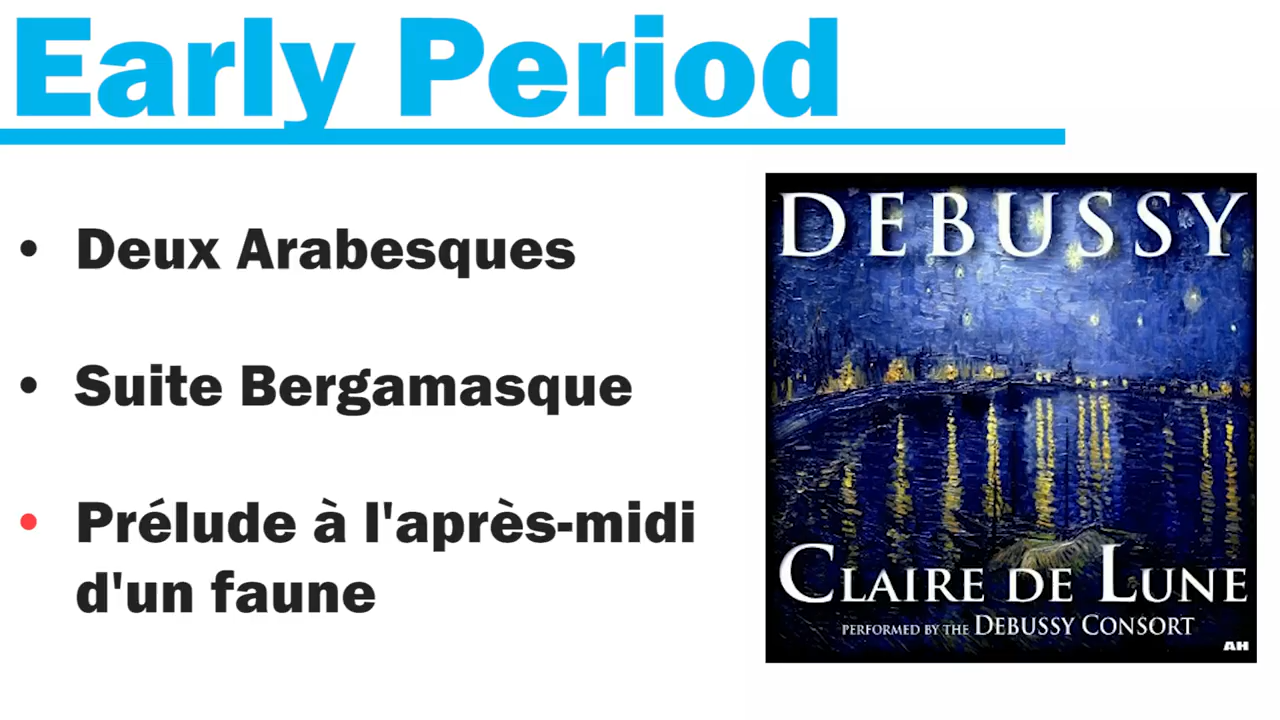 Early Period
• Deux Arabesques
• Suite Bergamasque
• Prélude à l'après-midi
d'un faune
DEBUSSY
CLAIRE DE LUNE
PERFORMED BY THE DEBUSSY CONSORT
AH